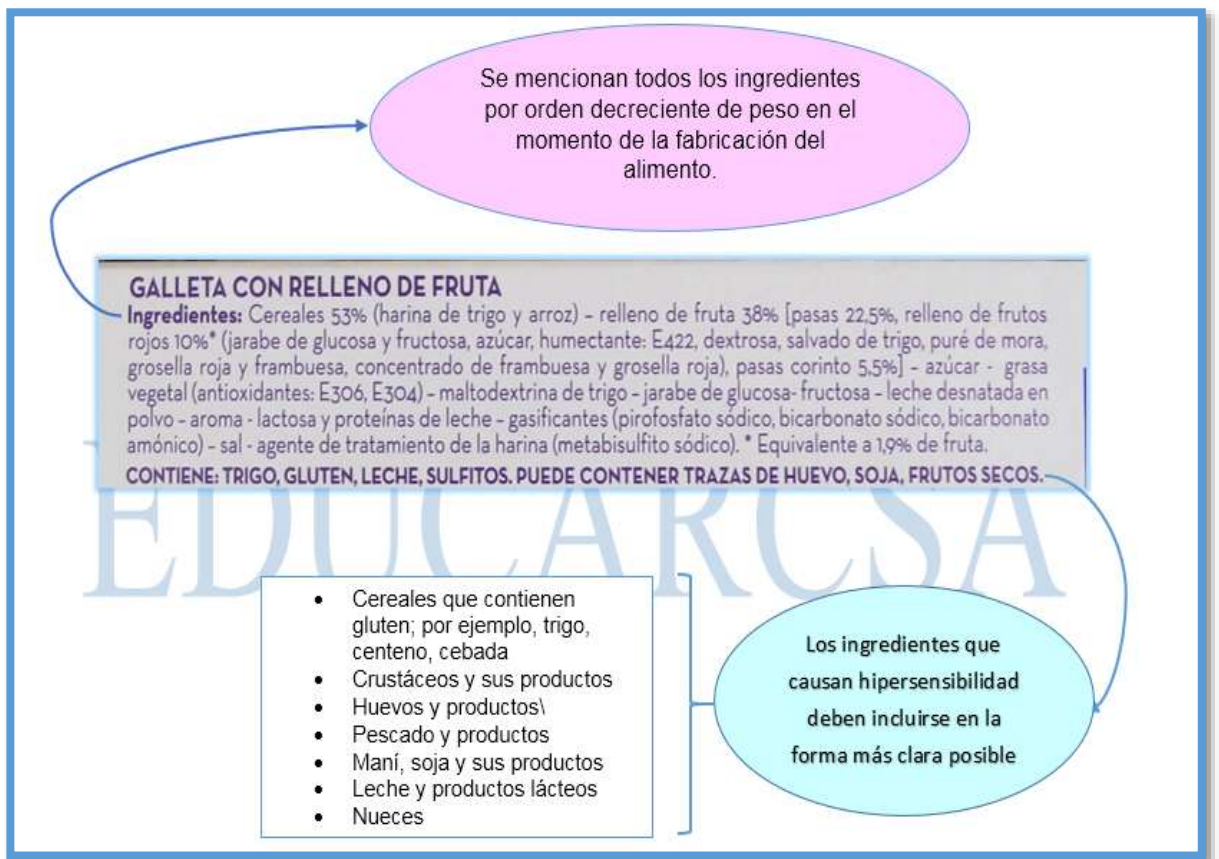 Se mencionan todos los ingredientes
por orden decreciente de peso en el
momento de la fabricación del
alimento.
GALLETA CON RELLENO DE FRUTA
Ingredientes: Cereales 53% (harina de trigo y arroz) – relleno de fruta 38% [pasas 22,5%, relleno de frutos
rojos 10%* (jarabe de glucosa y fructosa, azúcar, humectante: E422, dextrosa, salvado de trigo, puré de mora,
grosella roja y frambuesa, concentrado de frambuesa y grosella roja), pasas corinto 5,5%] – azúcar - grasa
vegetal (antioxidantes: E306, E304) – maltodextrina de trigo – jarabe de glucosa- fructosa – leche desnatada en
polvo – aroma - lactosa y proteínas de leche – gasificantes (pirofosfato sódico, bicarbonato sódico, bicarbonato
amónico) – sal - agente de tratamiento de la harina (metabisulfito sódico). * Equivalente a 1,9% de fruta.
CONTIENE: TRIGO, GLUTEN, LECHE, SULFITOS. PUEDE CONTENER TRAZAS DE HUEVO, SOJA, FRUTOS SECOS.
EDUCARCSA
• Cereales que contienen
gluten; por ejemplo, trigo,
centeno, cebada
• Crustáceos y sus productos
• Huevos y productos\
• Pescado y productos
• Maní, soja y sus productos
• Leche y productos lácteos
• Nueces
Los ingredientes que
causan hipersensibilidad
deben incluirse en la
forma más clara posible